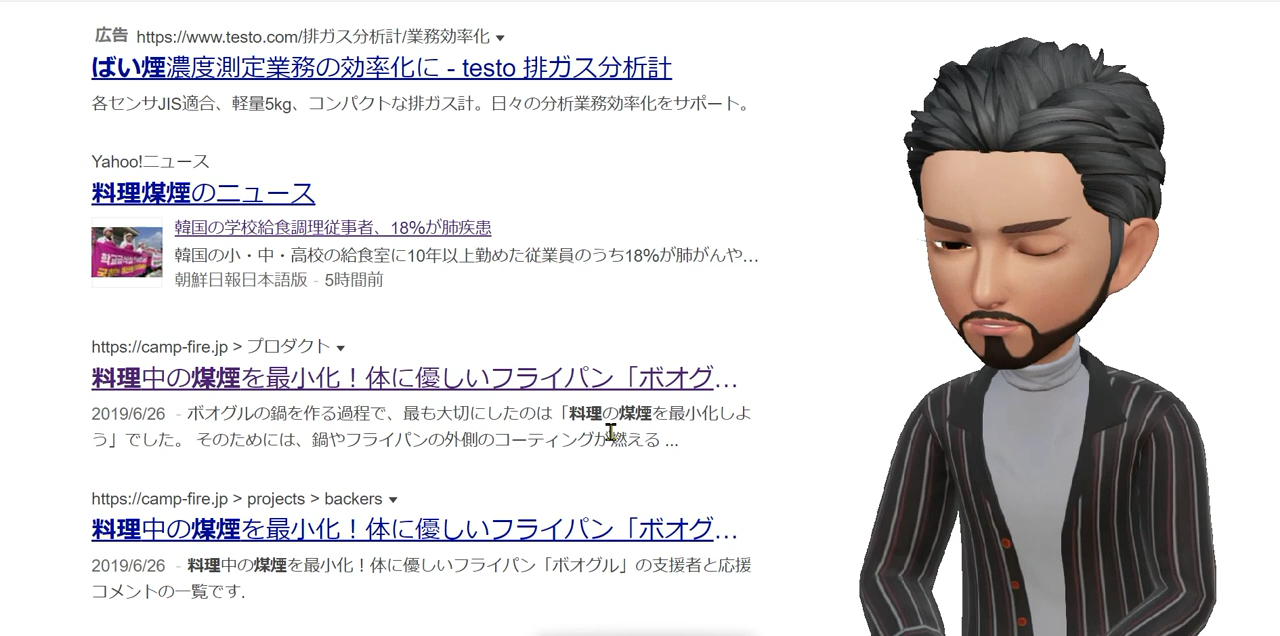 広告 https://www.testo.com/排ガス分析計/業務効率化
ばい煙濃度測定業務の効率化に - testo 排ガス分析計
各センサJIS適合、軽量5kg、コンパクトな排ガス計。日々の分析業務効率化をサポート。
Yahoo!ニュース
料理煤煙のニュース
韓国の学校給食調理従事者、18%が肺疾患
韓国の小・中・高校の給食室に10年以上勤めた従業員のうち18%が肺がんや...
朝鮮日報日本語版 - 5時間前
https://camp-fire.jp > プロダクト
料理中の煤煙を最小化！体に優しいフライパン「ボオグ...
2019/6/26 - ボオグルの鍋を作る過程で、最も大切にしたのは「料理の煤煙を最小化しよ
う」でした。 そのためには、鍋やフライパンの外側のコーティングが燃える ...
https://camp-fire.jp > projects > backers
料理中の煤煙を最小化！体に優しいフライパン「ボオグ...
2019/6/26 - 料理中の煤煙を最小化！体に優しいフライパン「ボオグル」の支援者と応援
コメントの一覧です.